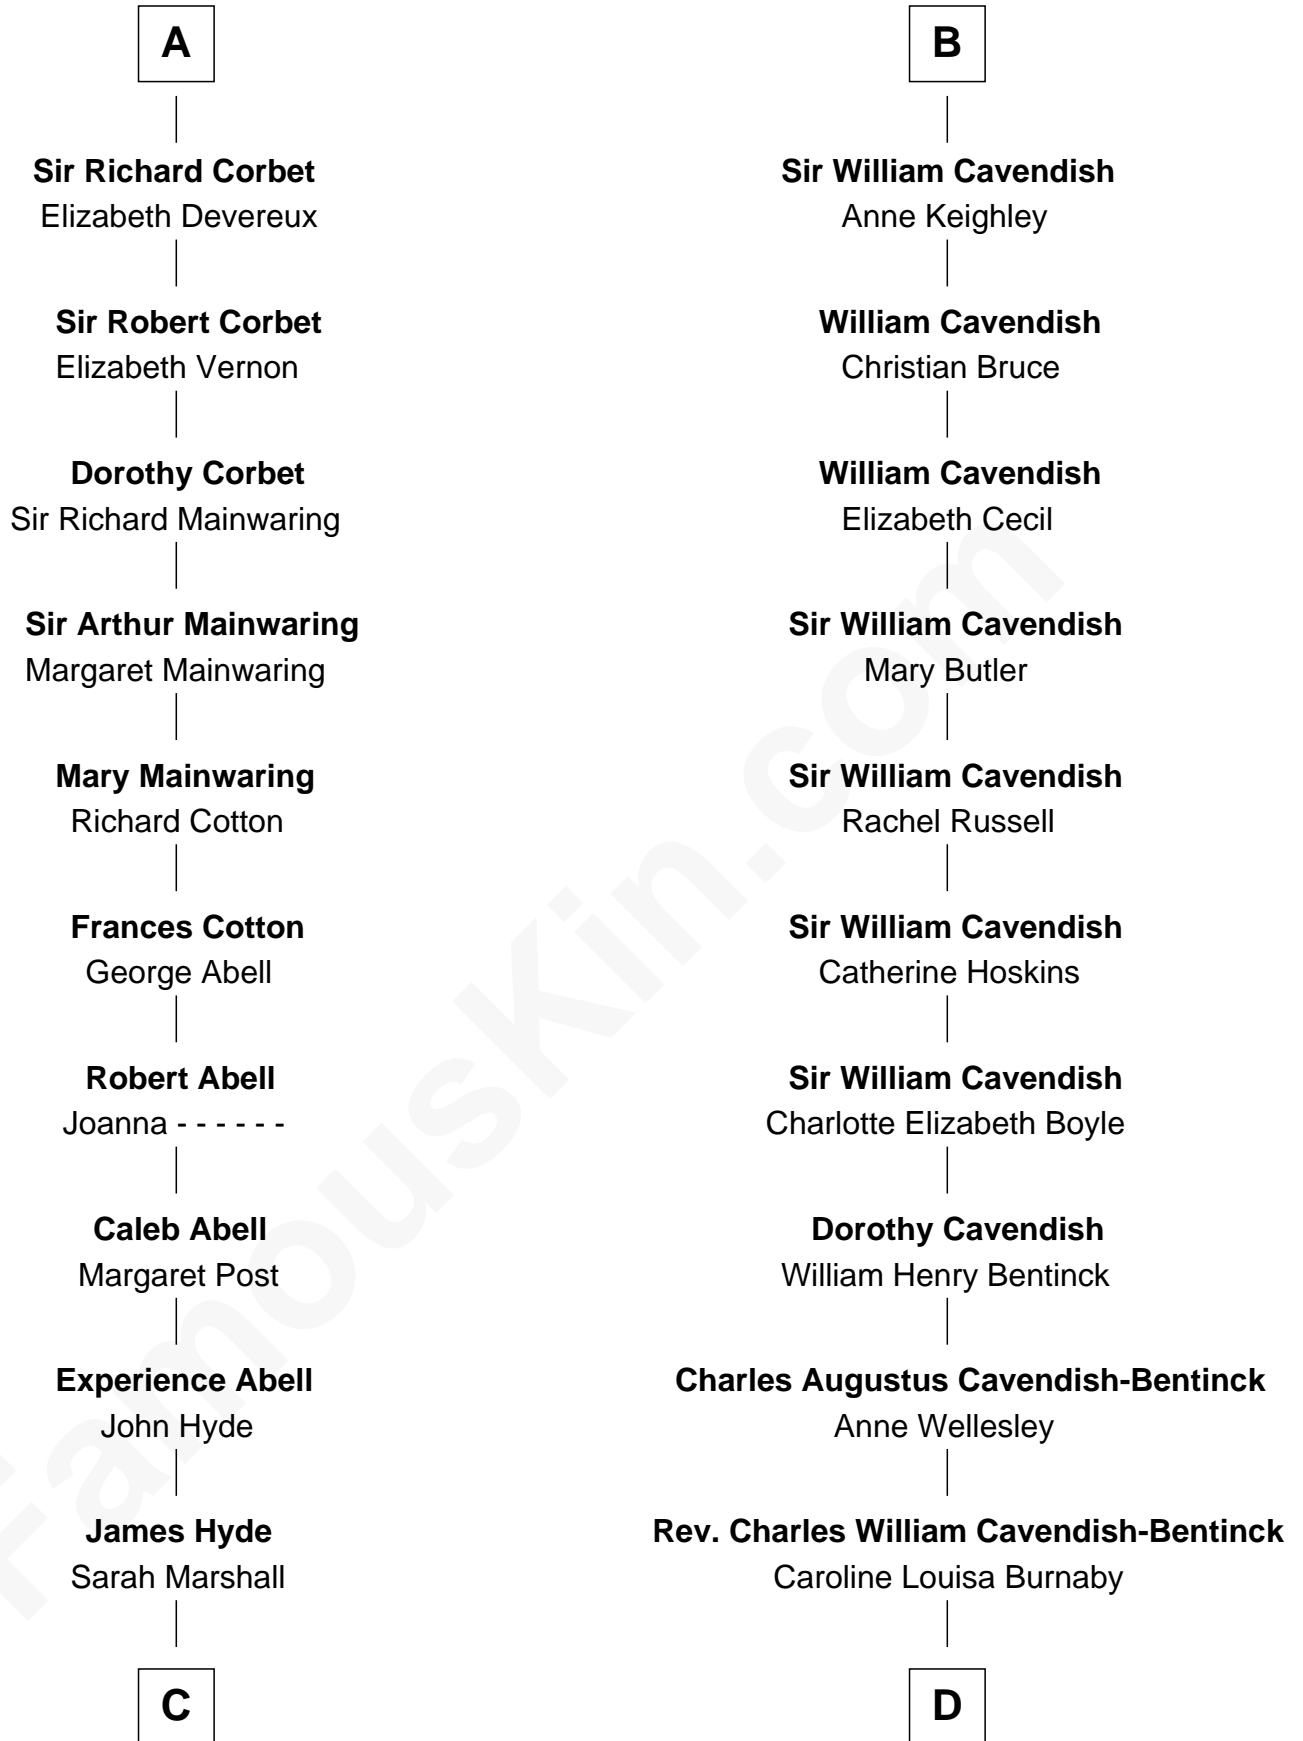 A
Sir Richard Corbet
Elizabeth Devereux
Sir Robert Corbet
Elizabeth Vernon
Dorothy Corbet
Sir Richard Mainwaring
Sir Arthur Mainwaring
Margaret Mainwaring
Mary Mainwaring
Richard Cotton
Frances Cotton
George Abell
Robert Abell
Joanna - - - - - -
Caleb Abell
Margaret Post
Experience Abell
John Hyde
James Hyde
Sarah Marshall
C
B
Sir William Cavendish
Anne Keighley
William Cavendish
Christian Bruce
William Cavendish
Elizabeth Cecil
Sir William Cavendish
Mary Butler
Sir William Cavendish
Rachel Russell
Sir William Cavendish
Catherine Hoskins
Sir William Cavendish
Charlotte Elizabeth Boyle
Dorothy Cavendish
William Henry Bentinck
Charles Augustus Cavendish-Bentinck
Anne Wellesley
Rev. Charles William Cavendish-Bentinck
Caroline Louisa Burnaby
D
FamousKin.com